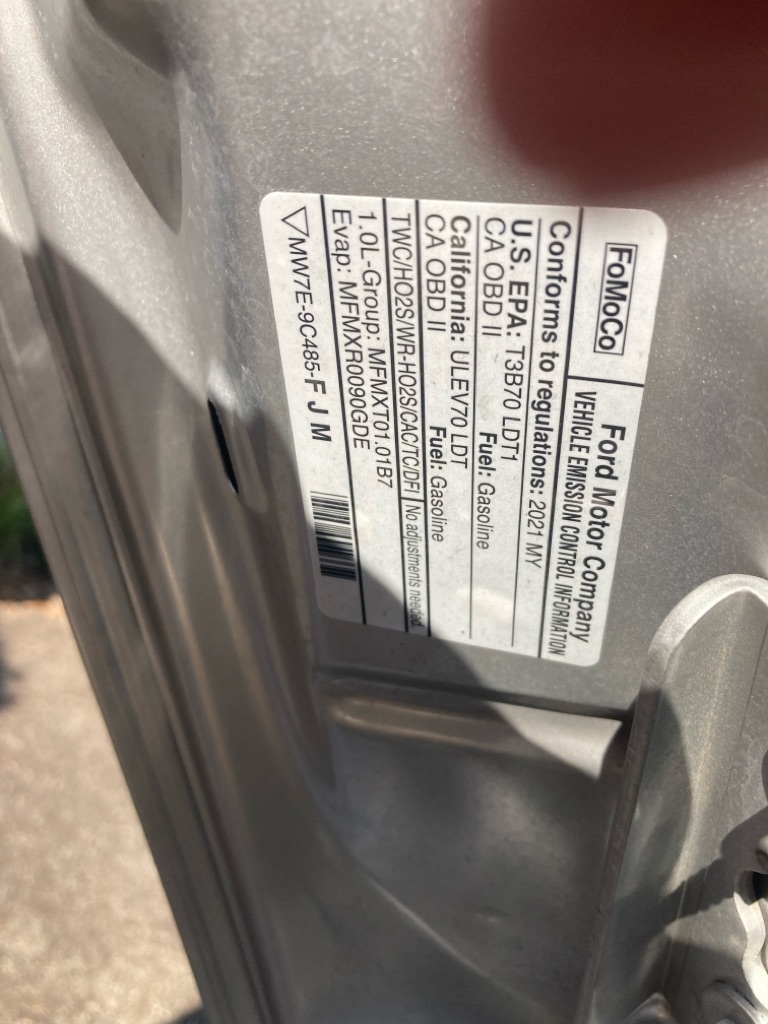 FoMoCo
Ford Motor Company
VEHICLE EMISSION CONTROL INFORMATION
Conforms to regulations: 2021 MY
U.S. EPA: T3B70 LDT1
CA OBD II Fuel: Gasoline
California: ULEV70 LDT
CA OBD II Fuel: Gasoline
TWC/HO2S/WR-HO2S/CAC/TC/DFI No adjustments needed.
1.0L-Group: MFMXT01.01B7
Evap: MFMXR0090GDE
MW7E-9C485-F J M